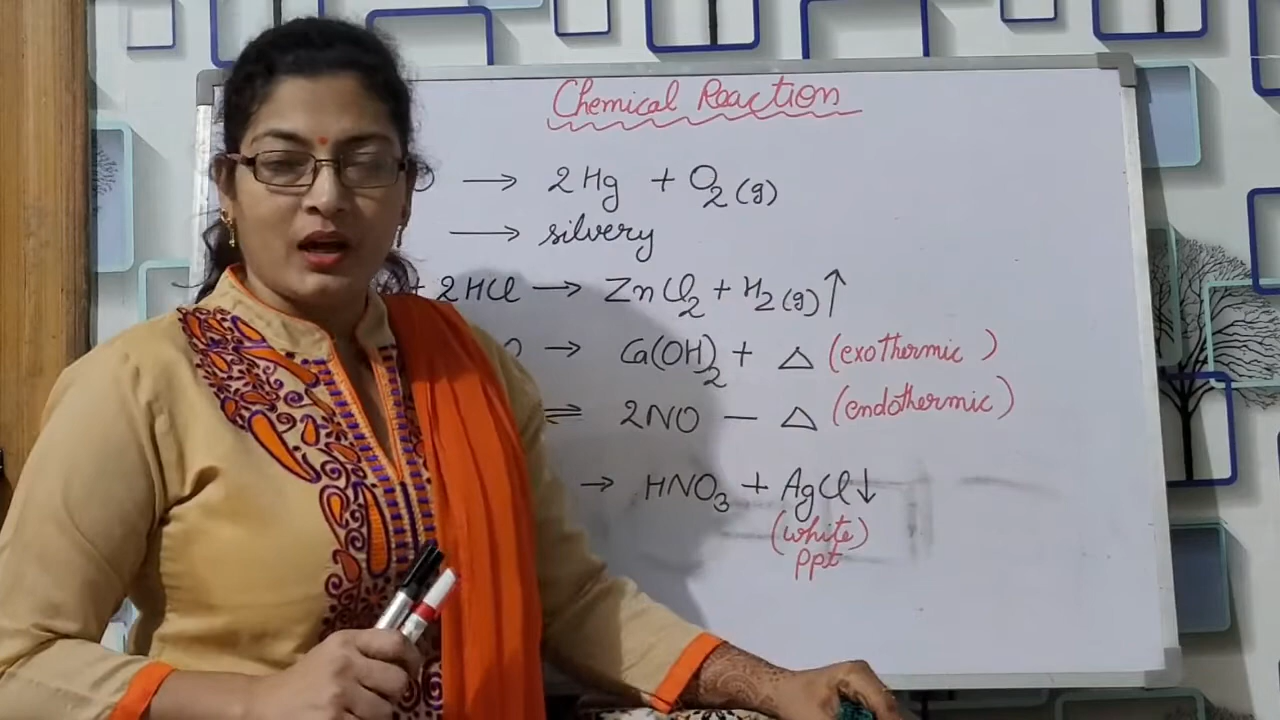 Chemical Reaction
O → 2Hg + O₂(g)
→ silvery
+ 2HCl → ZnCl₂ + H₂(g)↑
O → Ca(OH)₂ + △ (exothermic)
⇌ 2NO — △ (endothermic)
→ HNO₃ + AgCl↓
(white)
ppt